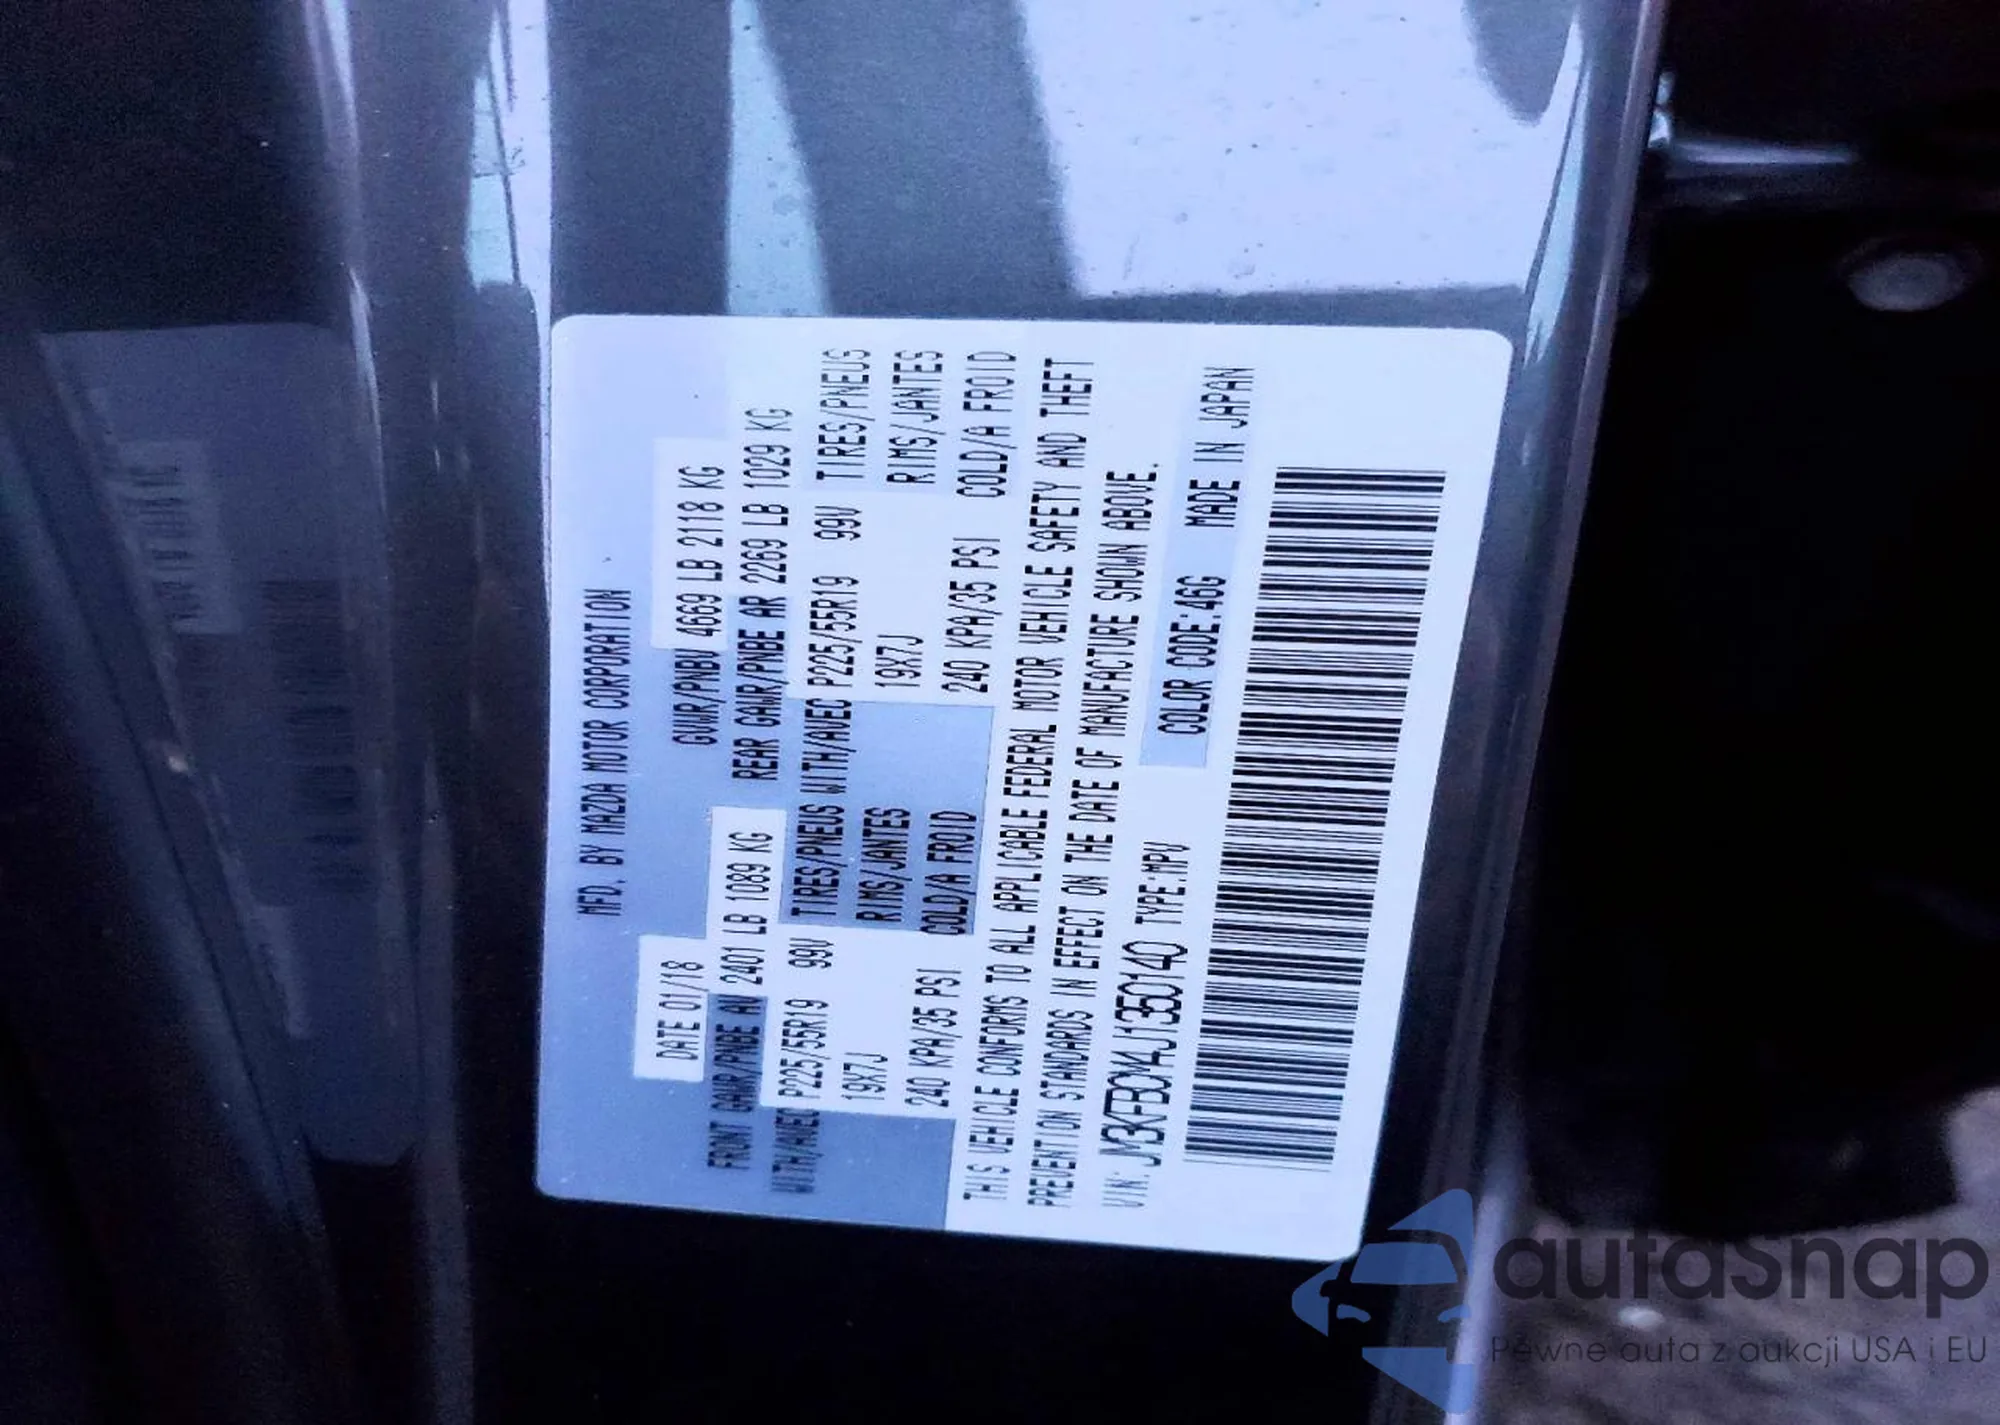 MFD. BY MAZDA MOTOR CORPORATION
DATE 01/18 GVWR/PNBV 4669 LB 2118 KG
FRONT GAWR/PNBE AV 2401 LB 1089 KG REAR GAWR/PNBE AR 2269 LB 1029 KG
WITH/AVEC P225/55R19 99V TIRES/PNEUS WITH/AVEC P225/55R19 99V TIRES/PNEUS
19X7J RIMS/JANTES 19X7J RIMS/JANTES
240 KPA/35 PSI COLD/A FROID 240 KPA/35 PSI COLD/A FROID
THIS VEHICLE CONFORMS TO ALL APPLICABLE FEDERAL MOTOR VEHICLE SAFETY AND THEFT
PREVENTION STANDARDS IN EFFECT ON THE DATE OF MANUFACTURE SHOWN ABOVE.
VIN: JM3KFBCM4J1350140 TYPE:MPV COLOR CODE:46G MADE IN JAPAN
autasnap
Pewne auta z aukcji USA i EU